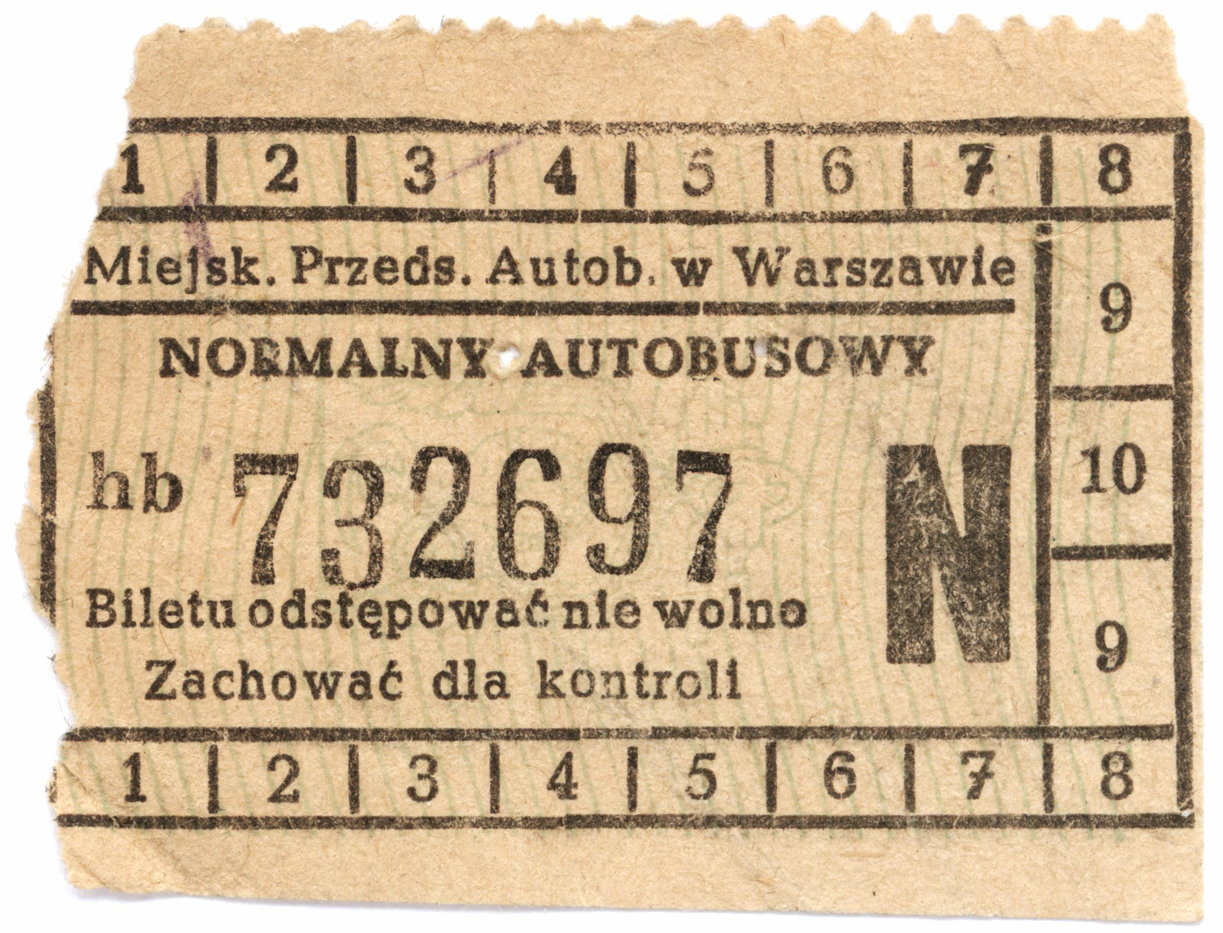 1 2 3 4 5 6 7 8
Miejsk. Przeds. Autob. w Warszawie
NORMALNY AUTOBUSOWY
9
hb 732697 N
10
Biletu odstępować nie wolno
9
Zachować dla kontroli
1 2 3 4 5 6 7 8